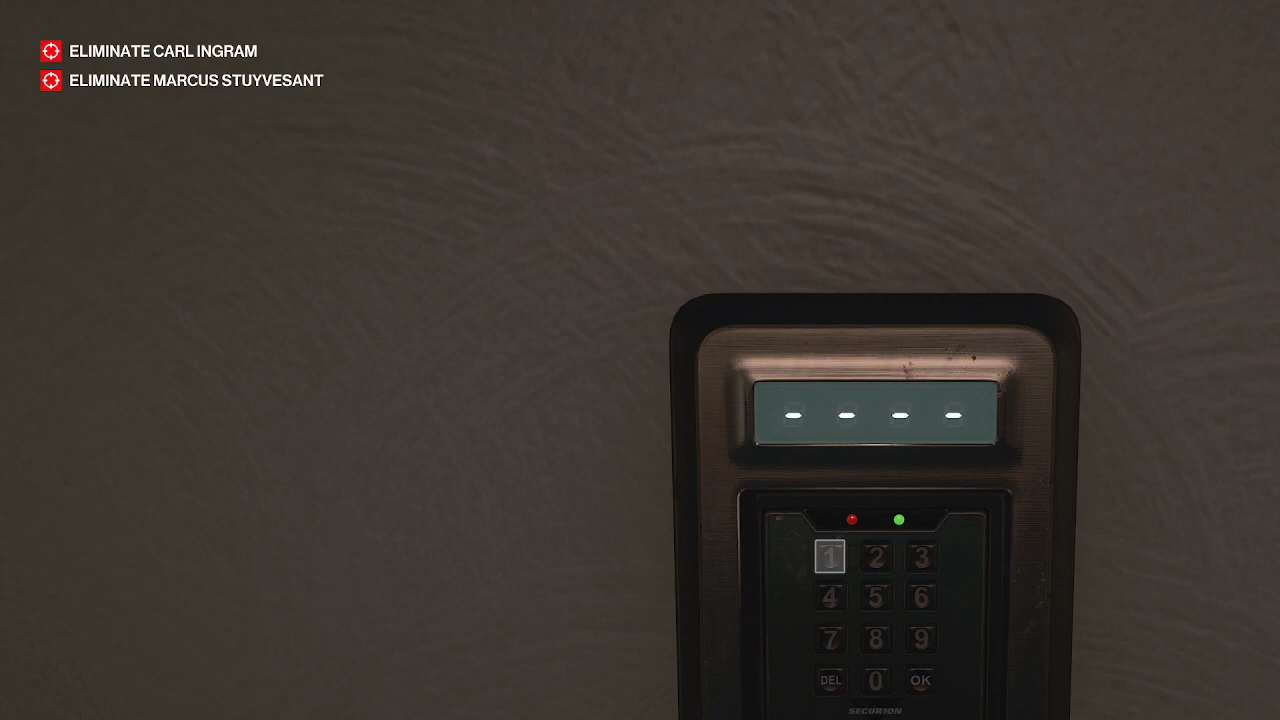 ELIMINATE CARL INGRAM
ELIMINATE MARCUS STUYVESANT
- - - -
1 2 3
4 5 6
7 8 9
DEL 0 OK
SECURION